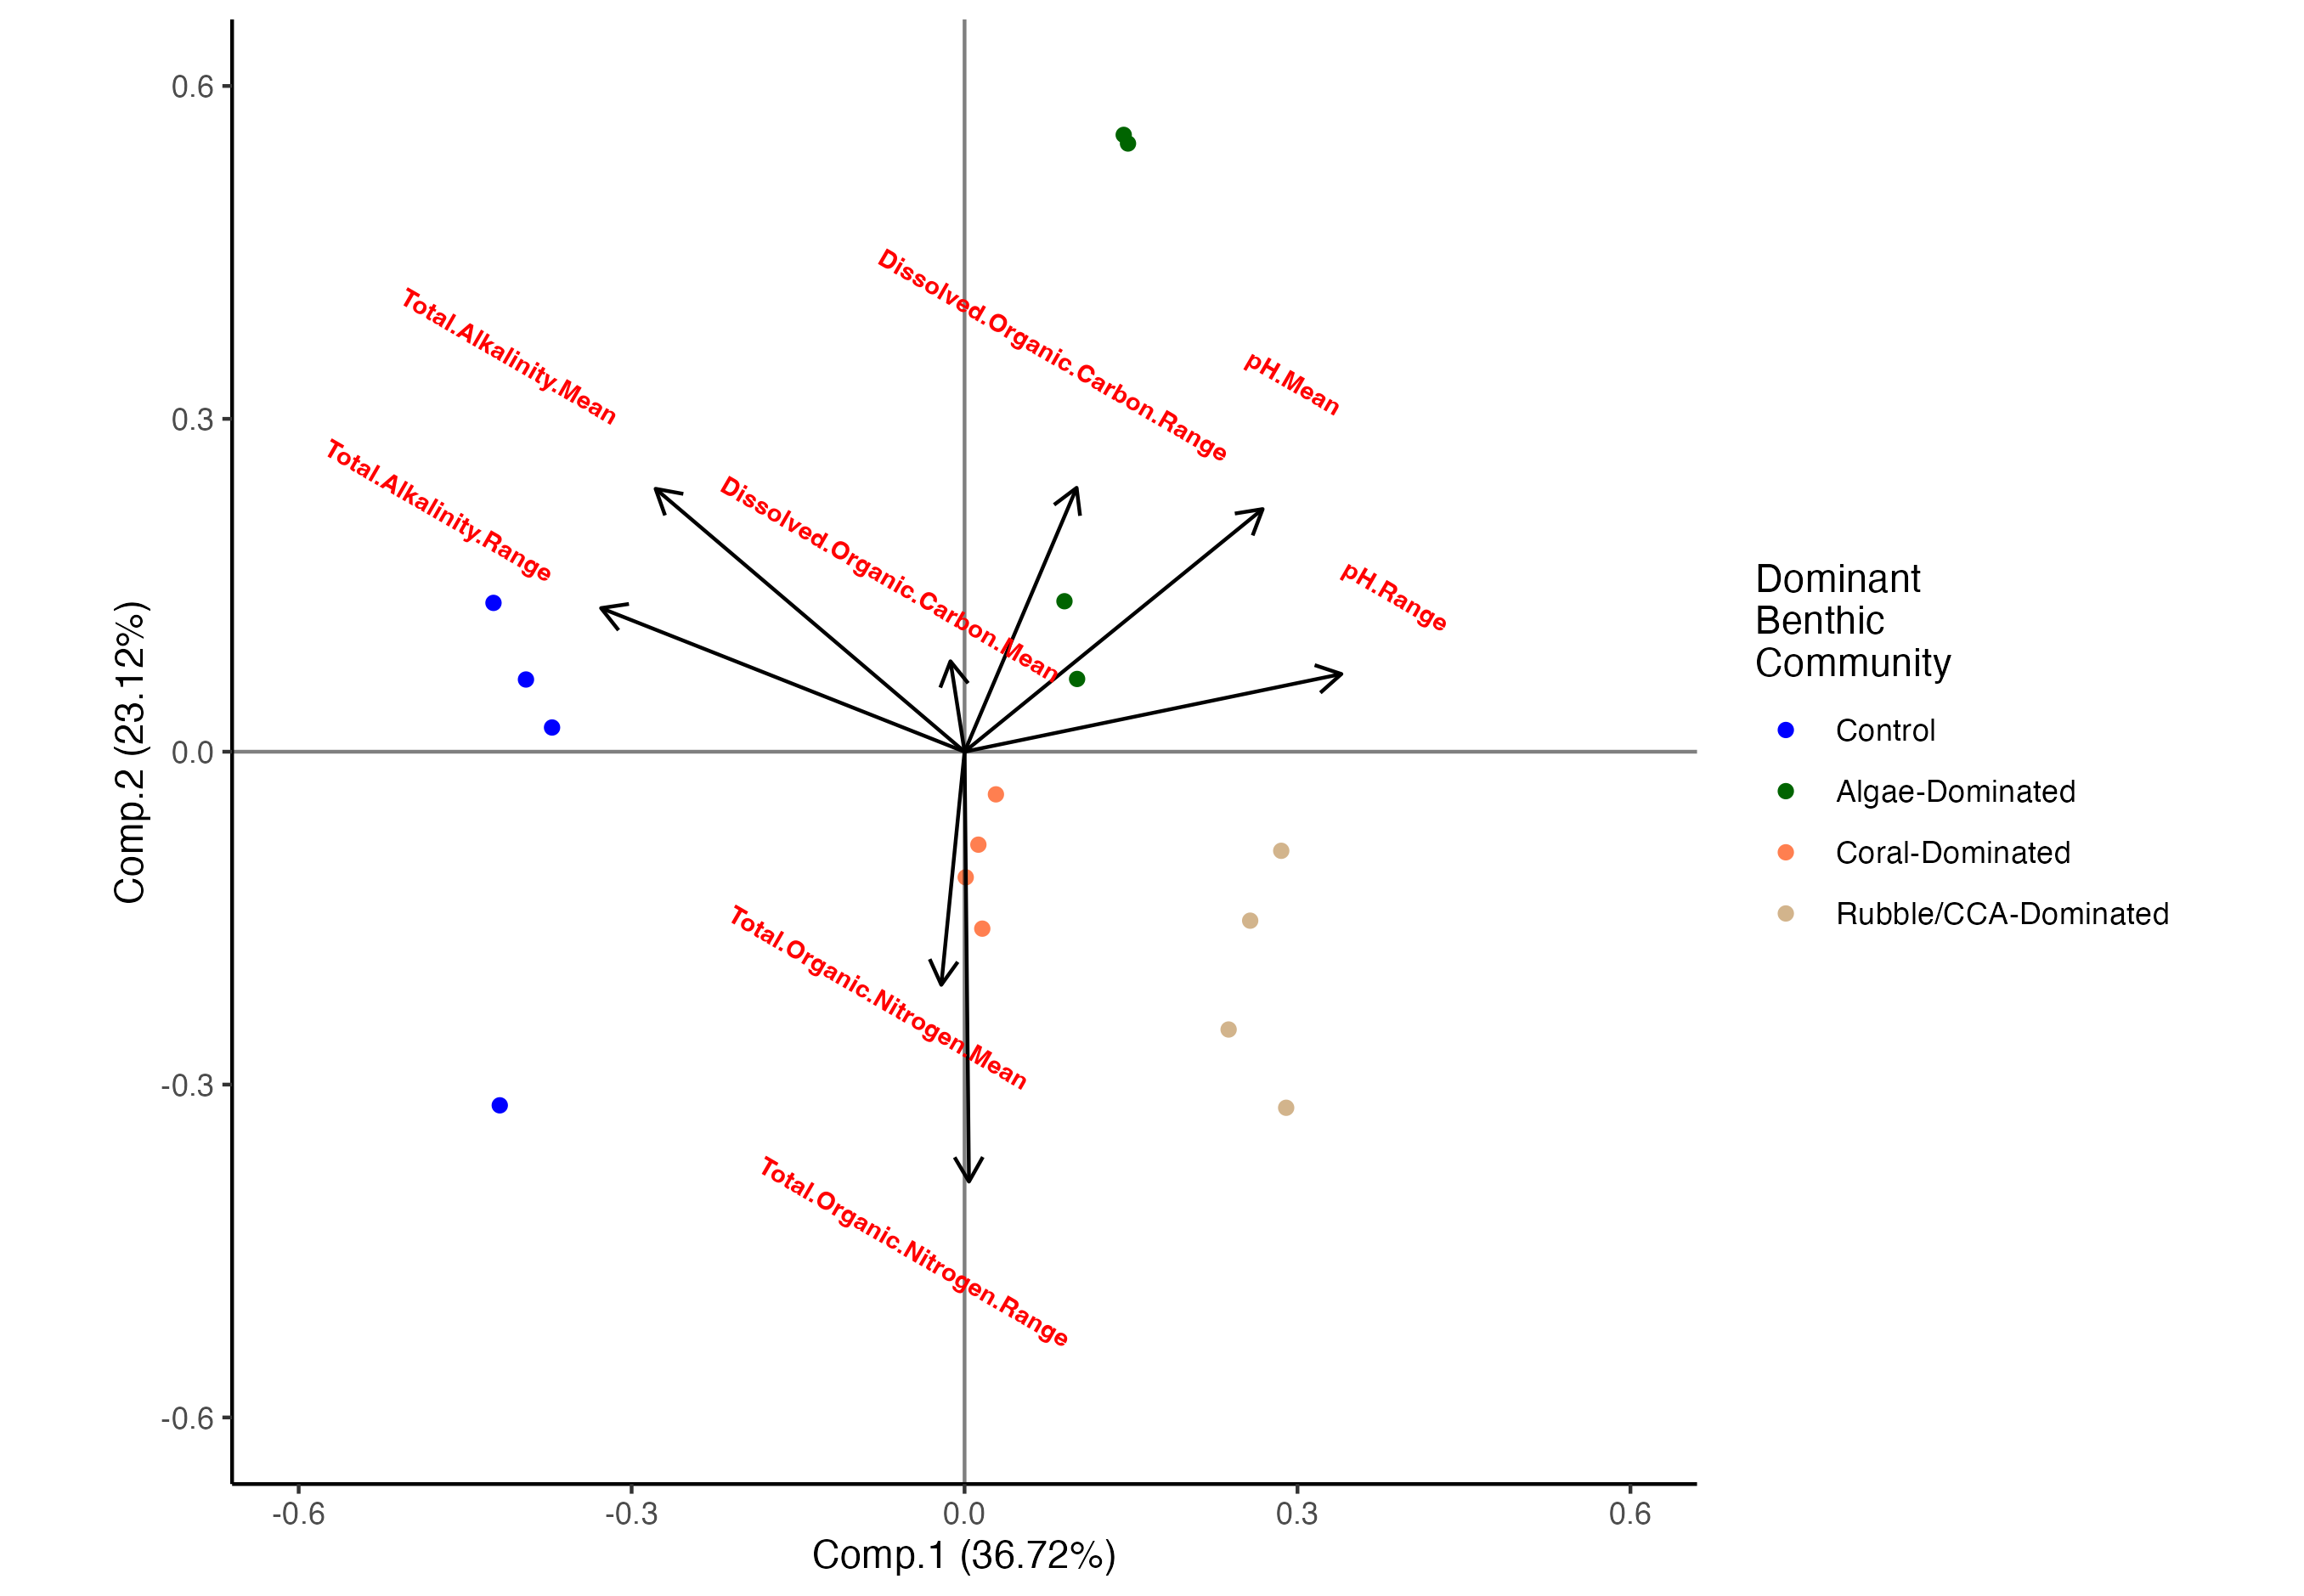 0.6
0.3
0.0
-0.3
-0.6
Comp.2 (23.12%)
Total.Alkalinity.Mean
Total.Alkalinity.Range
Dissolved.Organic.Carbon.Range
Dissolved.Organic.Carbon.Mean
pH.Mean
pH.Range
Total.Organic.Nitrogen.Mean
Total.Organic.Nitrogen.Range
-0.6
-0.3
0.0
0.3
0.6
Comp.1 (36.72%)
Dominant
Benthic
Community
Control
Algae-Dominated
Coral-Dominated
Rubble/CCA-Dominated